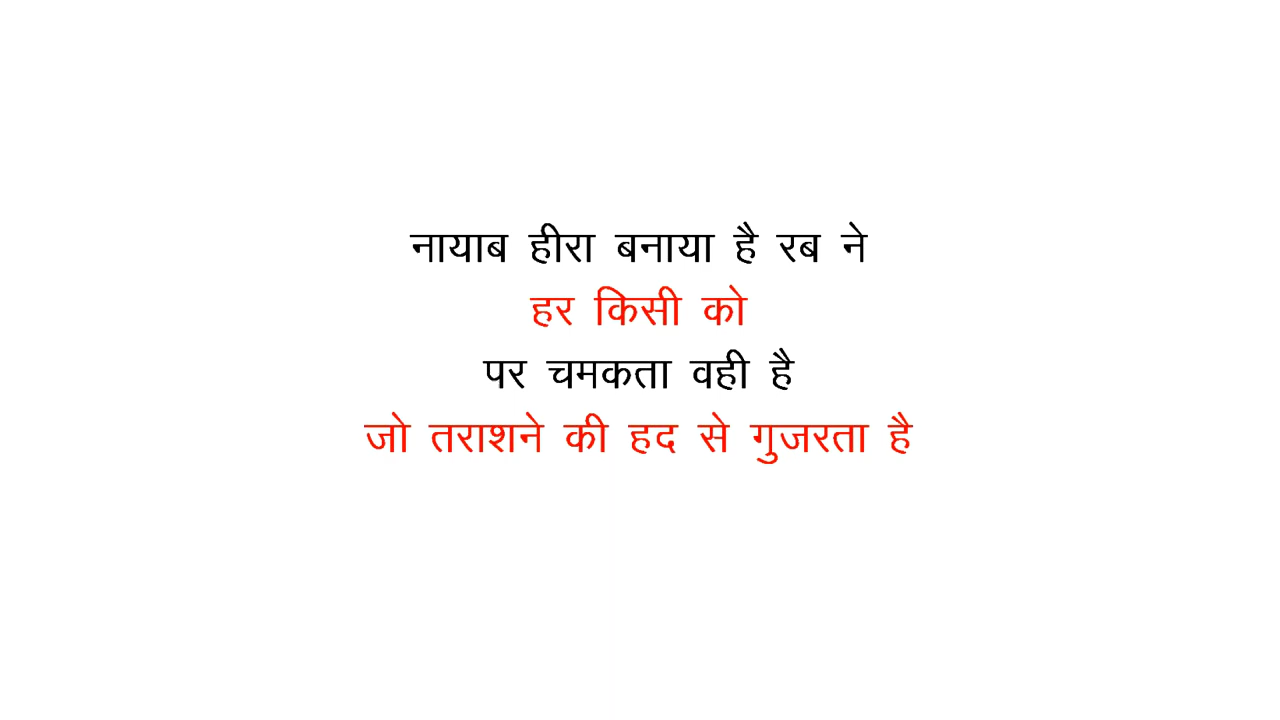 नायाब हीरा बनाया है रब ने
हर किसी को
पर चमकता वही है
जो तराशने की हद से गुजरता है